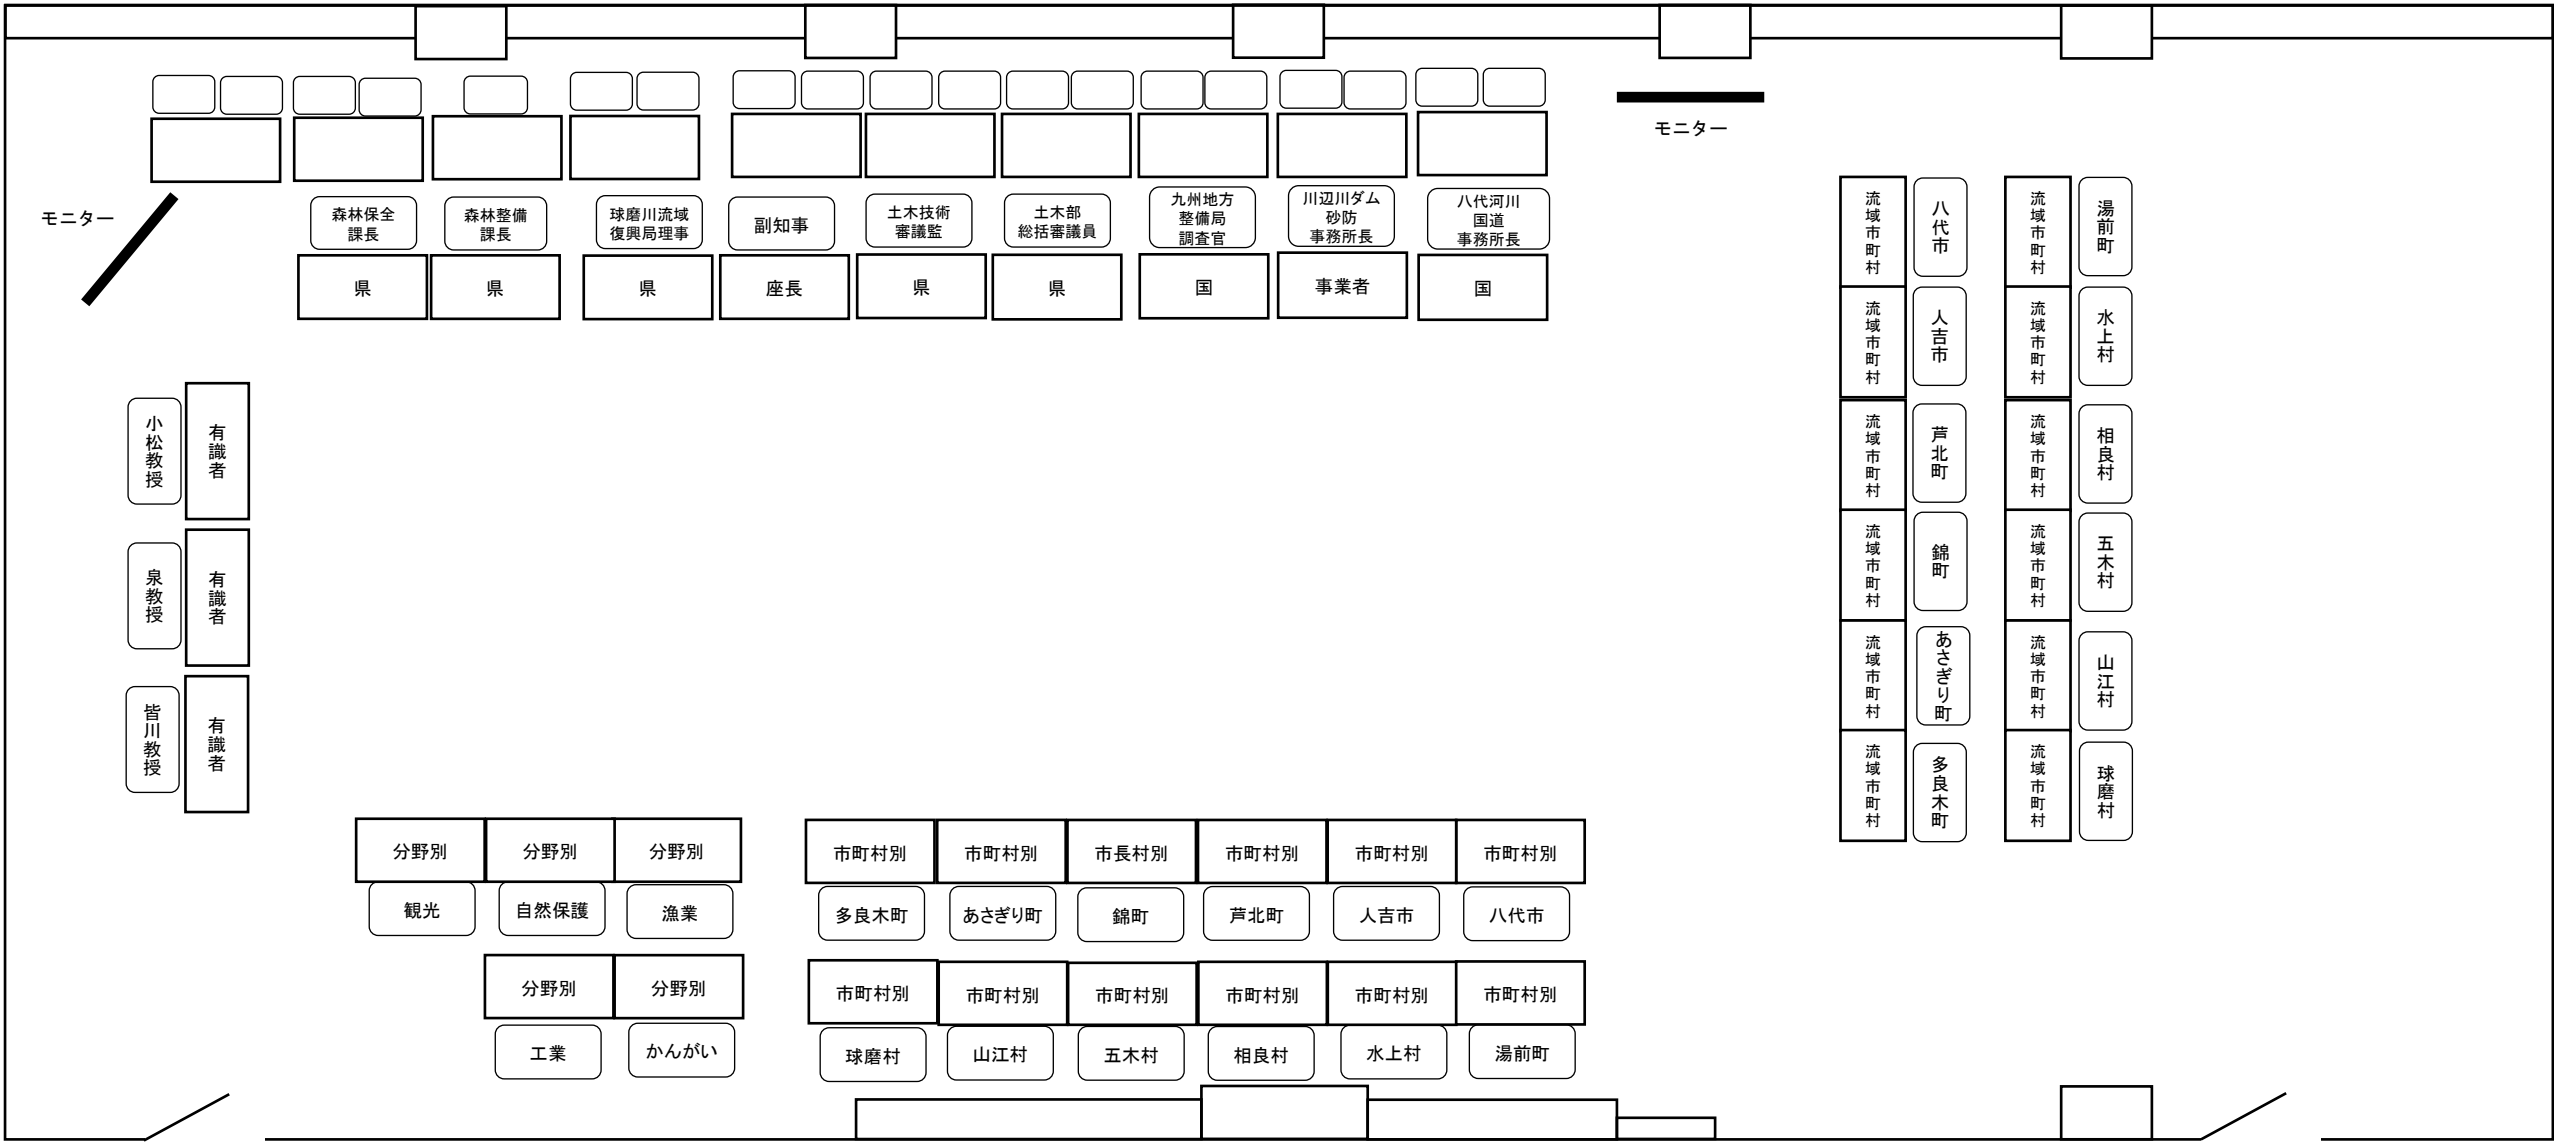 モニター
モニター
森林保全
課長
森林整備
課長
球磨川流域
復興局理事
副知事
土木技術
審議監
土木部
総括審議員
九州地方
整備局
調査官
川辺川ダム
砂防
事務所長
八代河川
国道
事務所長
県
県
県
座長
県
県
国
事業者
国
小松教授
有識者
泉教授
有識者
皆川教授
有識者
流域市町村
八代市
流域市町村
湯前町
流域市町村
人吉市
流域市町村
水上村
流域市町村
芦北町
流域市町村
相良村
流域市町村
錦町
流域市町村
五木村
流域市町村
あさぎり町
流域市町村
山江村
流域市町村
多良木町
流域市町村
球磨村
分野別
分野別
分野別
観光
自然保護
漁業
分野別
分野別
工業
かんがい
市町村別
市町村別
市長村別
市町村別
市町村別
市町村別
多良木町
あさぎり町
錦町
芦北町
人吉市
八代市
市町村別
市町村別
市町村別
市町村別
市町村別
市町村別
球磨村
山江村
五木村
相良村
水上村
湯前町